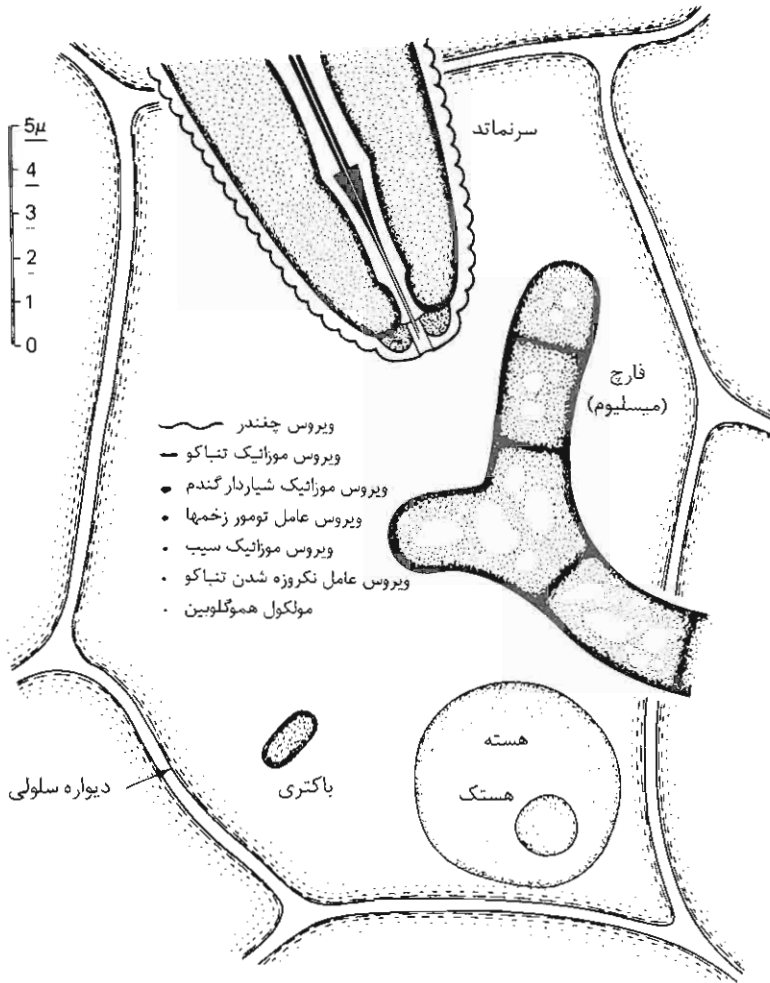 سرنماتد
5μ
4
3
2
1
0
فارچ
(میسلیوم)
ویروس چفندر
ویروس موزائیک تنباکو
ویروس موزائیک شیاردار گندم
ویروس عامل تومور زخمها
ویروس موزائیک سیب
ویروس عامل نکروزه شدن تنباکو
مولکول هموگلوبین
هسته
هستک
باکتری
دیواره سلولی